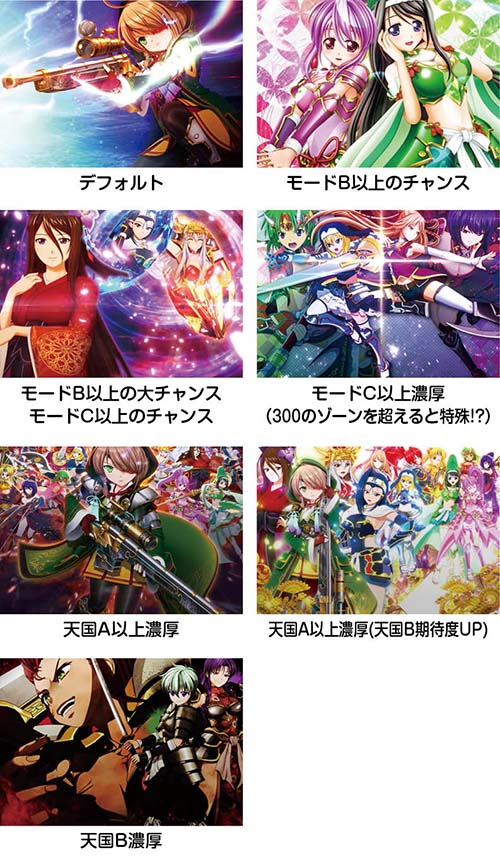 デフォルト
モードB以上のチャンス
モードB以上の大チャンス
モードC以上のチャンス
モードC以上濃厚
(300のゾーンを超えると特殊!?)
天国A以上濃厚
天国A以上濃厚(天国B期待度UP)
天国B濃厚